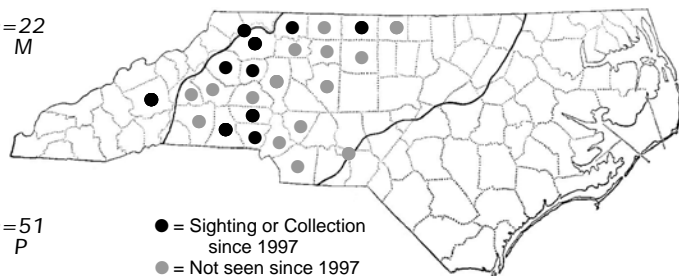 =22
M
=51
P
= Sighting or Collection
since 1997
= Not seen since 1997